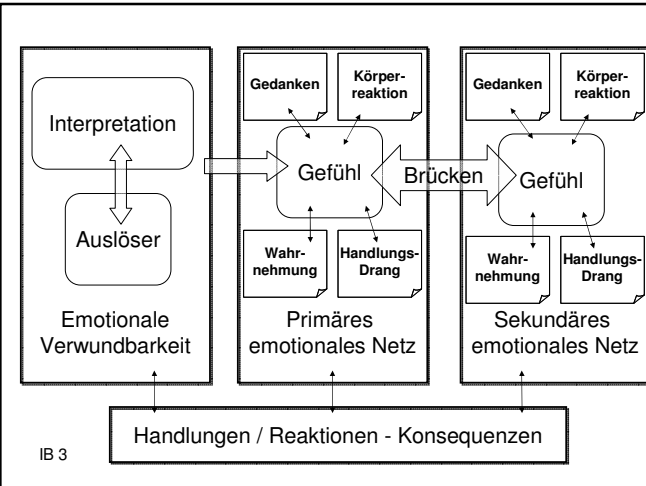 Interpretation
Auslöser
Emotionale
Verwundbarkeit
Gedanken
Körper-
reaktion
Gefühl
Wahr-
nehmung
Handlungs-
Drang
Primäres
emotionales Netz
Brücken
Gedanken
Körper-
reaktion
Gefühl
Wahr-
nehmung
Handlungs-
Drang
Sekundäres
emotionales Netz
Handlungen / Reaktionen - Konsequenzen
IB 3